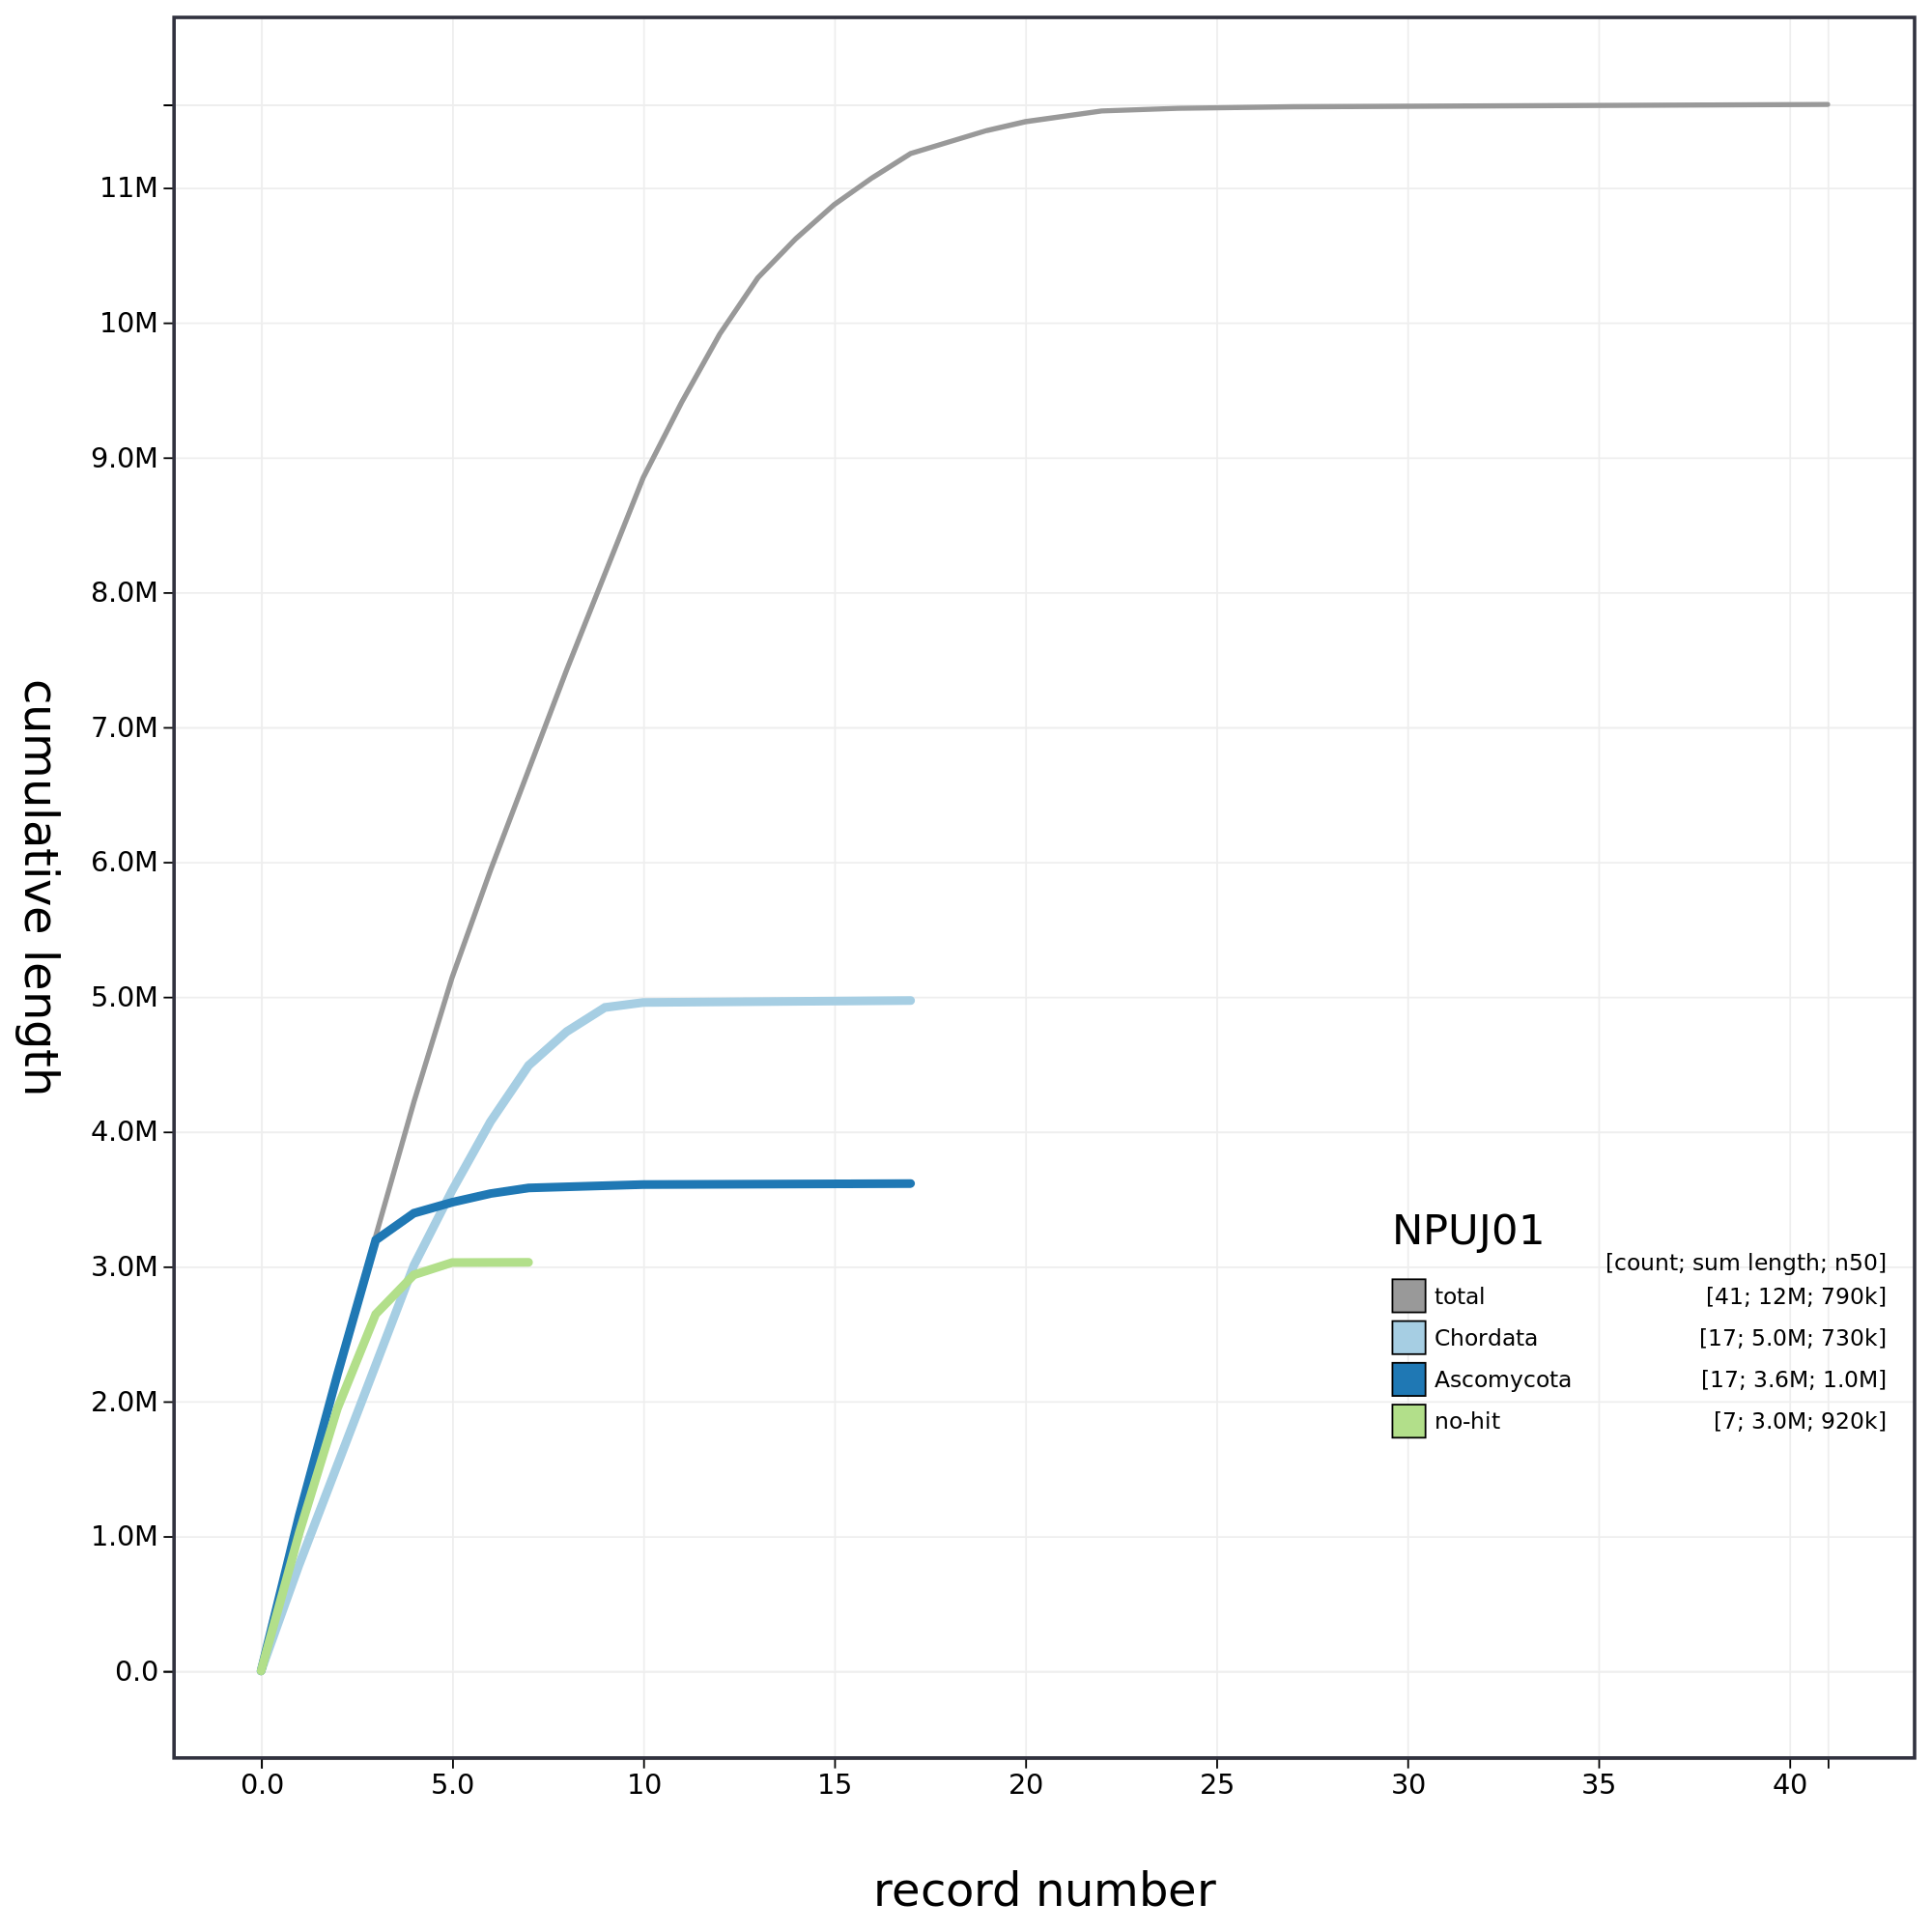 11M
10M
9.0M
8.0M
7.0M
6.0M
5.0M
4.0M
3.0M
2.0M
1.0M
0.0
cumulative length
NPUJ01
[count; sum length; n50]
total [41; 12M; 790k]
Chordata [17; 5.0M; 730k]
Ascomycota [17; 3.6M; 1.0M]
no-hit [7; 3.0M; 920k]
0.0 5.0 10 15 20 25 30 35 40
record number